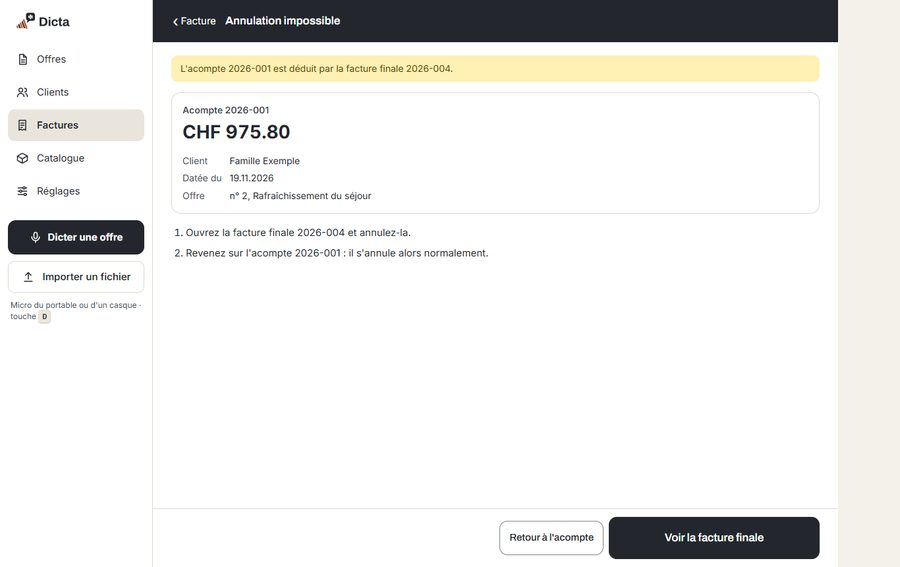 Dicta
Offres
Clients
Factures
Catalogue
Réglages
Dicter une offre
Importer un fichier
Micro du portable ou d'un casque ·
touche D
Facture Annulation impossible
L'acompte 2026-001 est déduit par la facture finale 2026-004.
Acompte 2026-001
CHF 975.80
Client Famille Exemple
Datée du 19.11.2026
Offre n° 2, Rafraîchissement du séjour
1. Ouvrez la facture finale 2026-004 et annulez-la.
2. Revenez sur l'acompte 2026-001 : il s'annule alors normalement.
Retour à l'acompte
Voir la facture finale